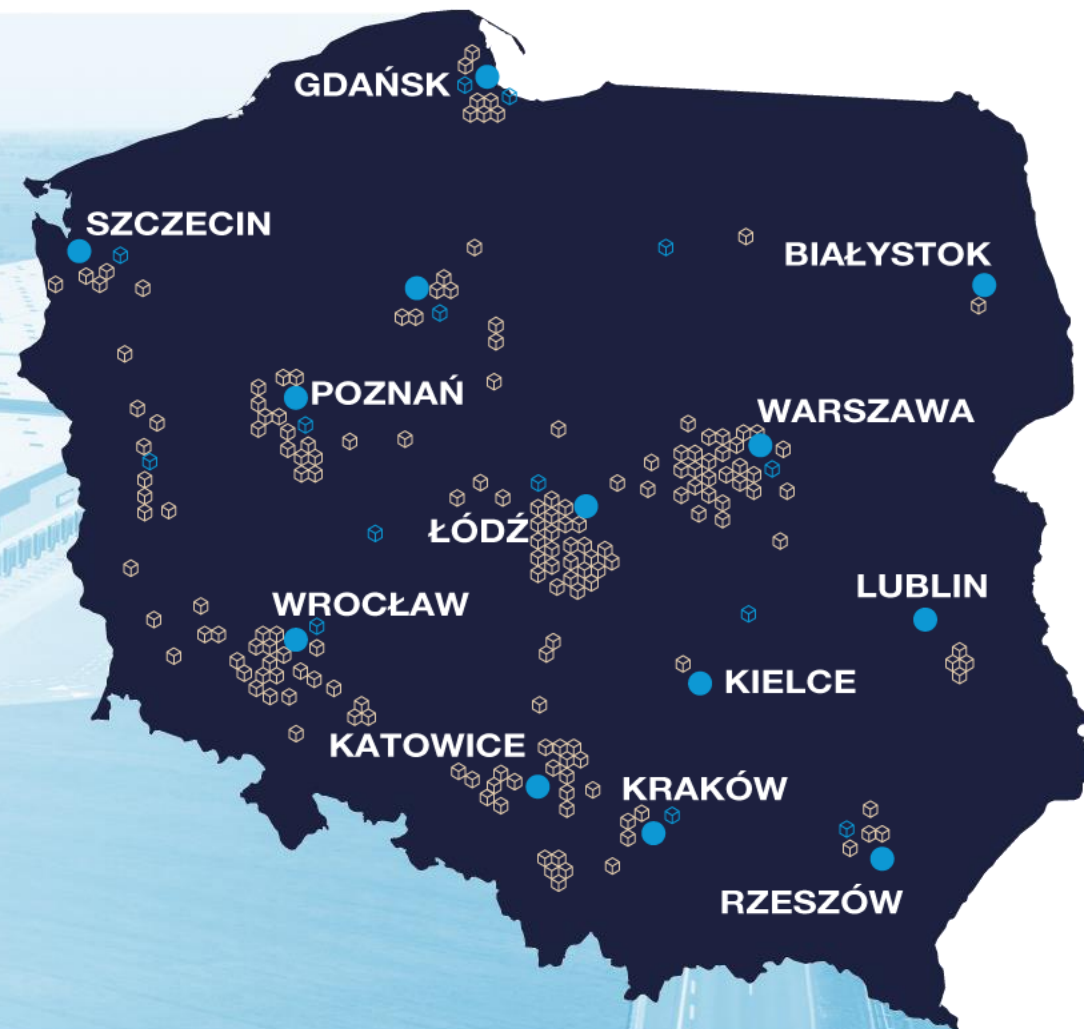 GDAŃSK
SZCZECIN
BIAŁYSTOK
POZNAŃ
WARSZAWA
ŁÓDŹ
LUBLIN
WROCŁAW
KIELCE
KATOWICE
KRAKÓW
RZESZÓW